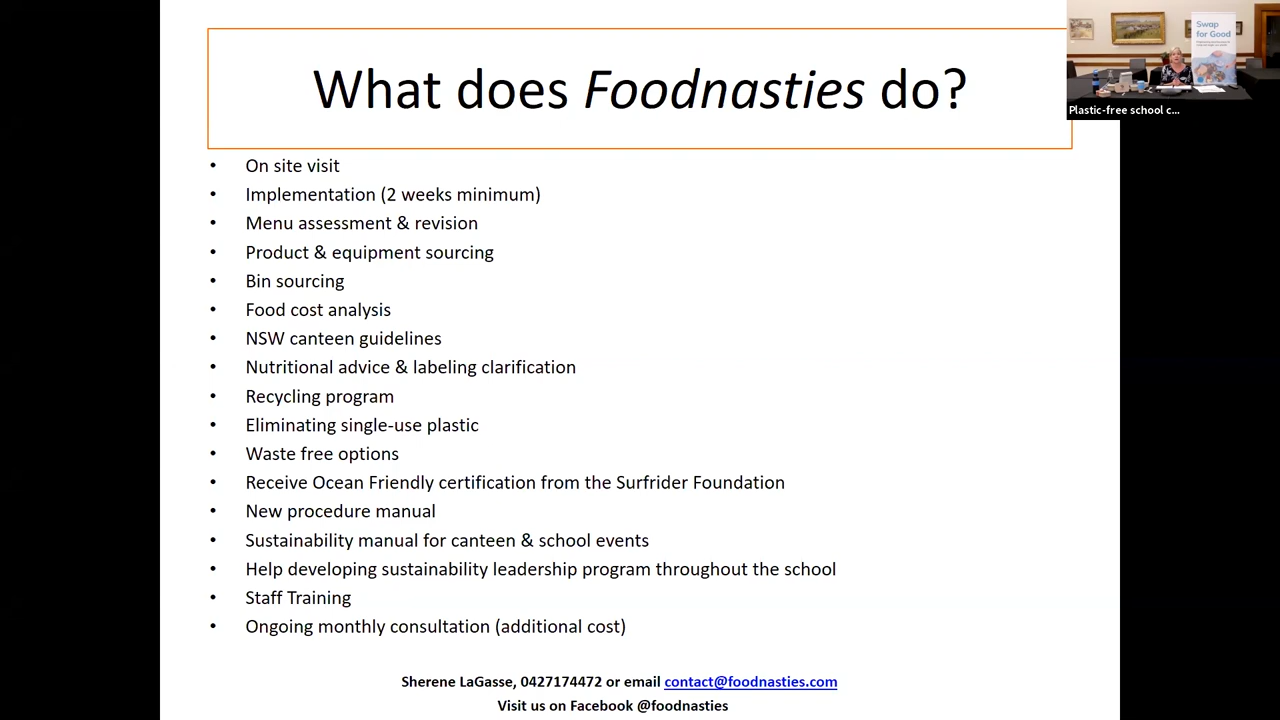 What does Foodnasties do?
Swap
for Good
Plastic-free school c...
• On site visit
• Implementation (2 weeks minimum)
• Menu assessment & revision
• Product & equipment sourcing
• Bin sourcing
• Food cost analysis
• NSW canteen guidelines
• Nutritional advice & labeling clarification
• Recycling program
• Eliminating single-use plastic
• Waste free options
• Receive Ocean Friendly certification from the Surfrider Foundation
• New procedure manual
• Sustainability manual for canteen & school events
• Help developing sustainability leadership program throughout the school
• Staff Training
• Ongoing monthly consultation (additional cost)
Sherene LaGasse, 0427174472 or email contact@foodnasties.com
Visit us on Facebook @foodnasties